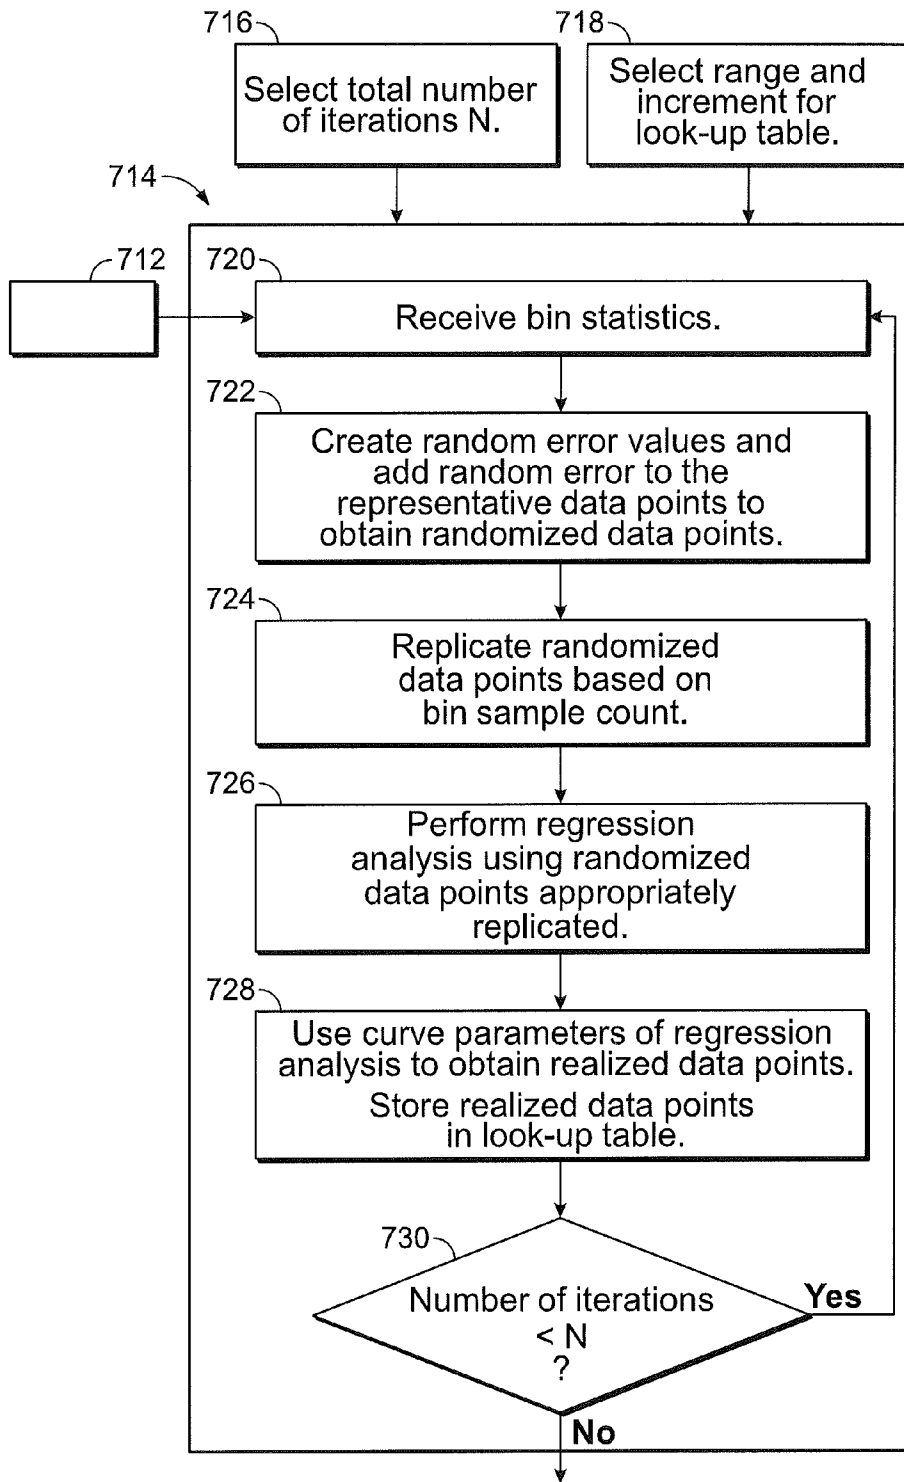 716
Select total number
of iterations N.
718
Select range and
increment for
look-up table.
714
712
720
Receive bin statistics.
722
Create random error values and
add random error to the
representative data points to
obtain randomized data points.
724
Replicate randomized
data points based on
bin sample count.
726
Perform regression
analysis using randomized
data points appropriately
replicated.
728
Use curve parameters of regression
analysis to obtain realized data points.
Store realized data points
in look-up table.
730
Number of iterations
< N
?
Yes
No